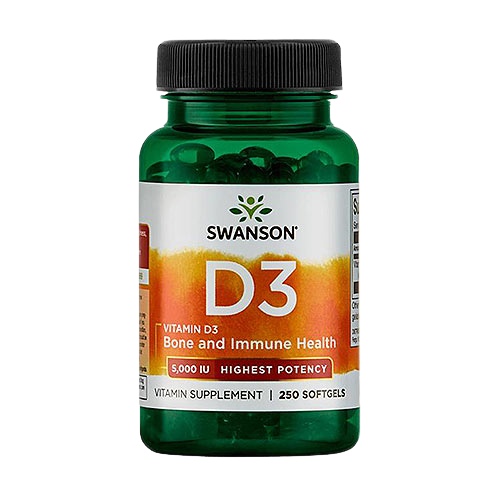 SWANSON®
D3
VITAMIN D3
Bone and Immune Health
5,000 IU HIGHEST POTENCY
VITAMIN SUPPLEMENT | 250 SOFTGELS